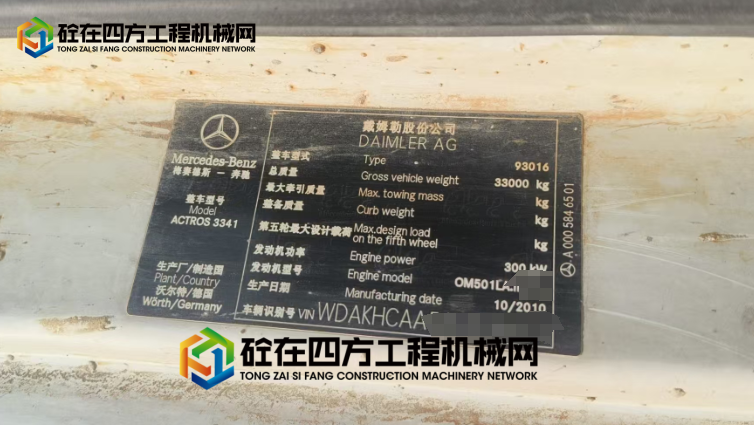 砼在四方工程机械网
TONG ZAI SI FANG CONSTRUCTION MACHINERY NETWORK
戴姆勒股份公司
DAIMLER AG
Mercedes-Benz
梅赛德斯 — 奔驰
整车型号
Model
ACTROS 3341
生产厂/制造国
Plant/Country
沃尔特/德国
Wörth/Germany
整车型式 Type 93016
总质量 Gross vehicle weight 33000 kg
最大牵引质量 Max. towing mass kg
整备质量 Curb weight kg
第五轮最大设计载荷 Max.design load
on the fifth wheel kg
发动机功率 Engine power 300 kW
发动机型号 Engine model OM501LA
生产日期 Manufacturing date 10/2010
车辆识别号 VIN WDAKHCAA
A 000 584 65 01
砼在四方工程机械网
TONG ZAI SI FANG CONSTRUCTION MACHINERY NETWORK